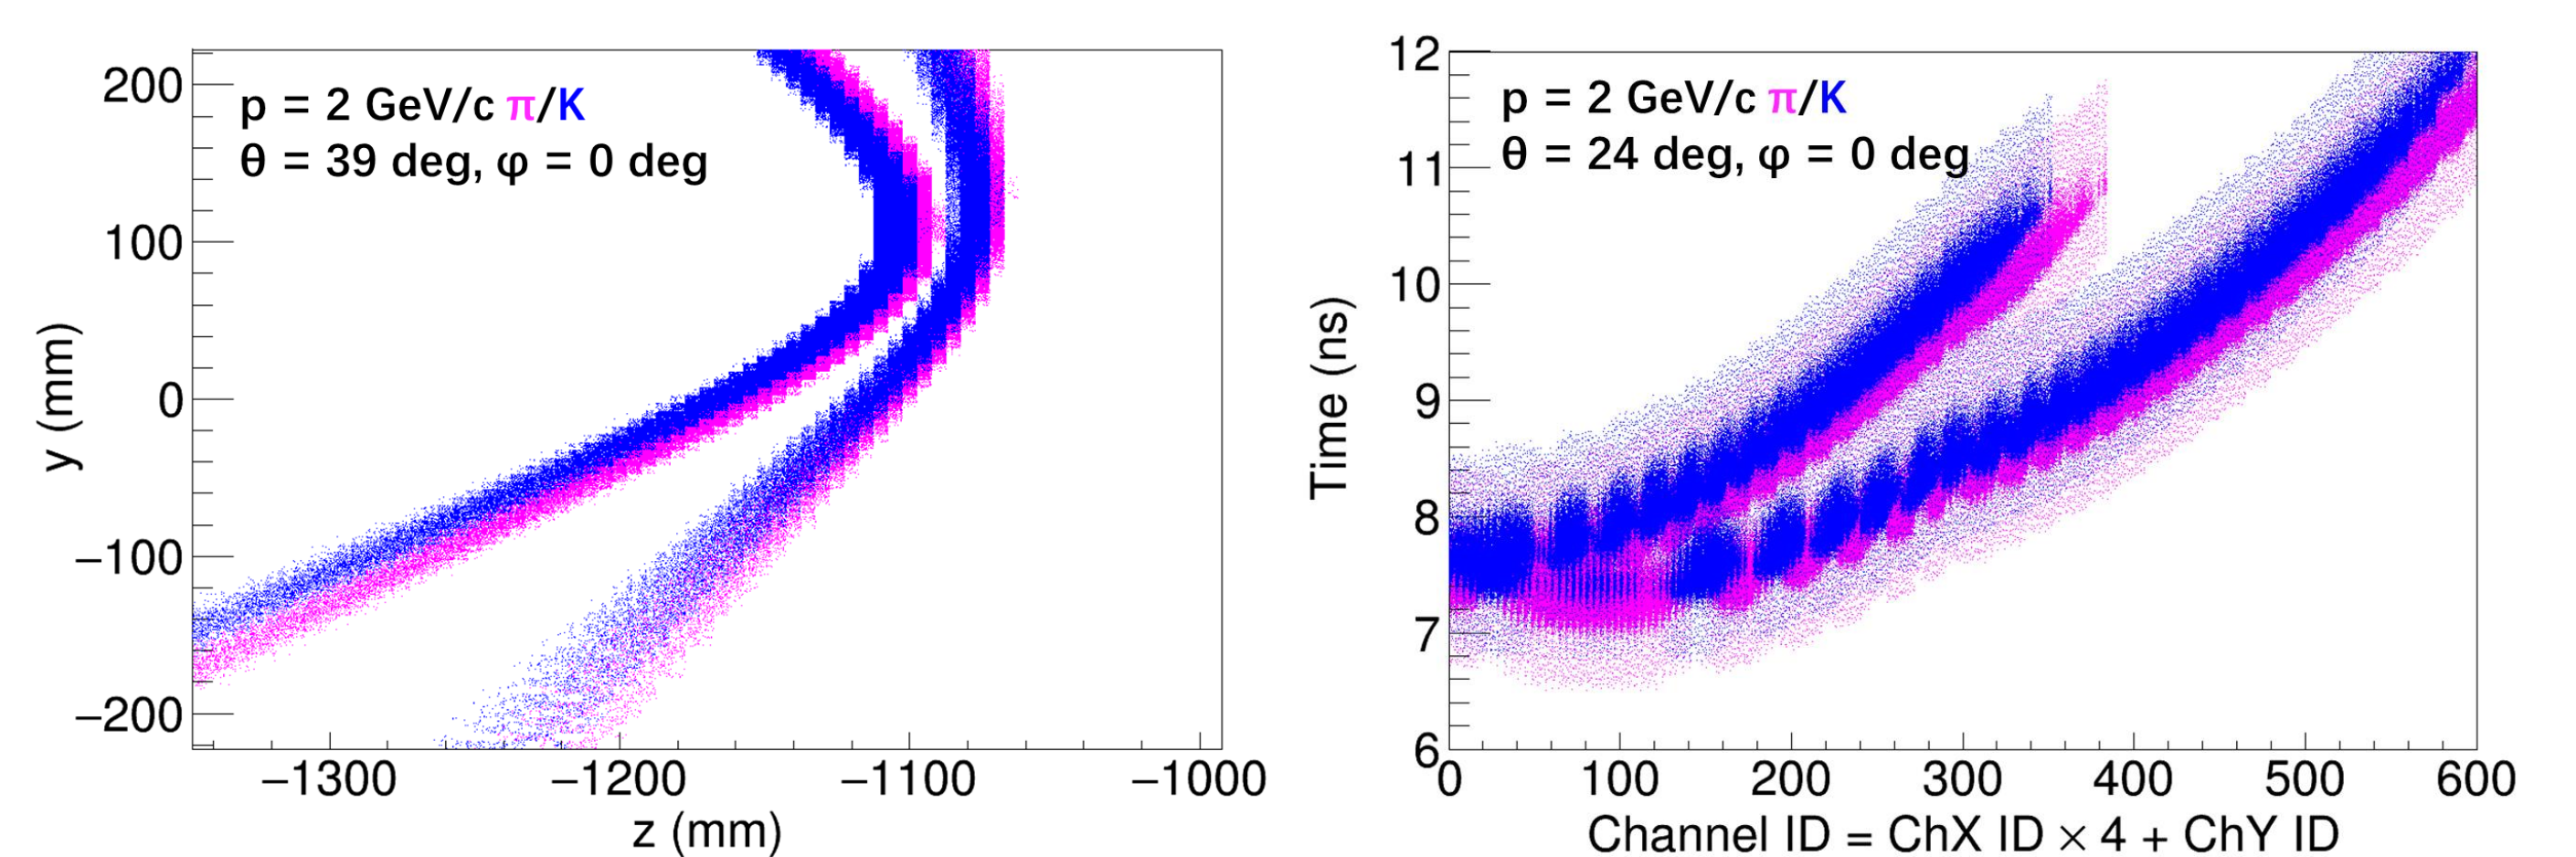 p = 2 GeV/c π/K
θ = 39 deg, φ = 0 deg
y (mm)
200
100
0
−100
−200
−1300 −1200 −1100 −1000
z (mm)
p = 2 GeV/c π/K
θ = 24 deg, φ = 0 deg
Time (ns)
12
11
10
9
8
7
6
0 100 200 300 400 500 600
Channel ID = ChX ID × 4 + ChY ID